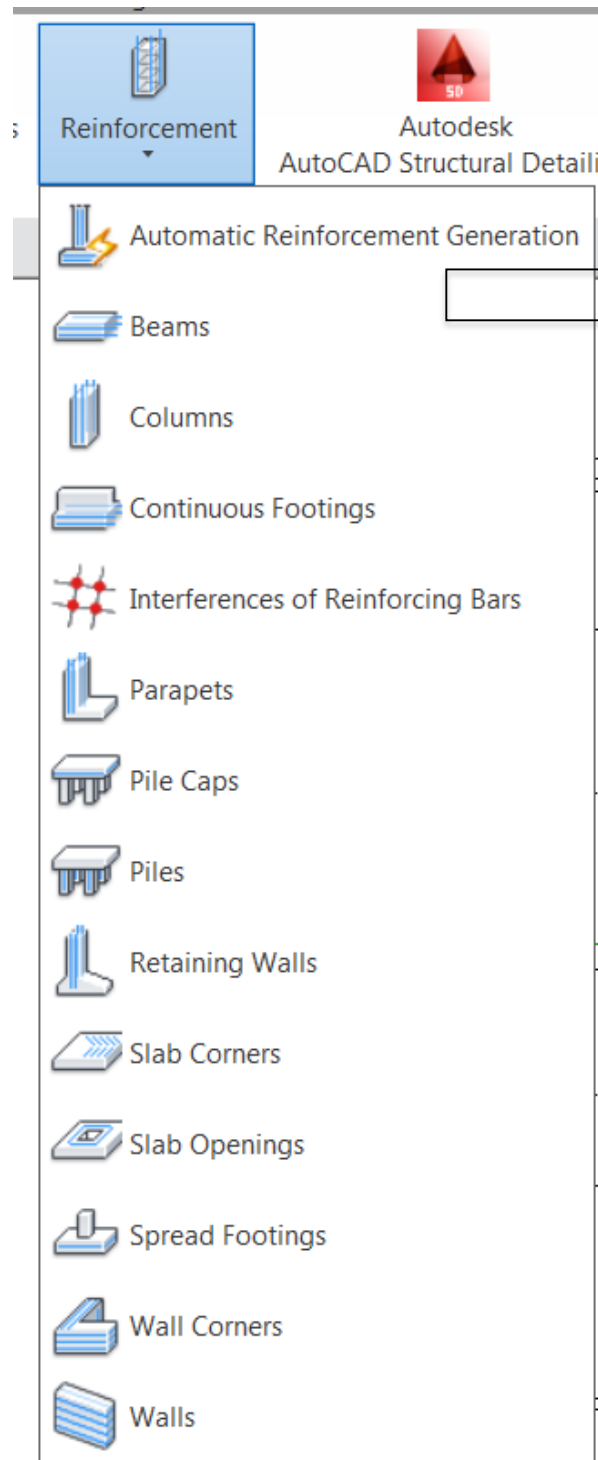 s
Reinforcement
SD
Autodesk
AutoCAD Structural Detaili
Automatic Reinforcement Generation
Beams
Columns
Continuous Footings
Interferences of Reinforcing Bars
Parapets
Pile Caps
Piles
Retaining Walls
Slab Corners
Slab Openings
Spread Footings
Wall Corners
Walls